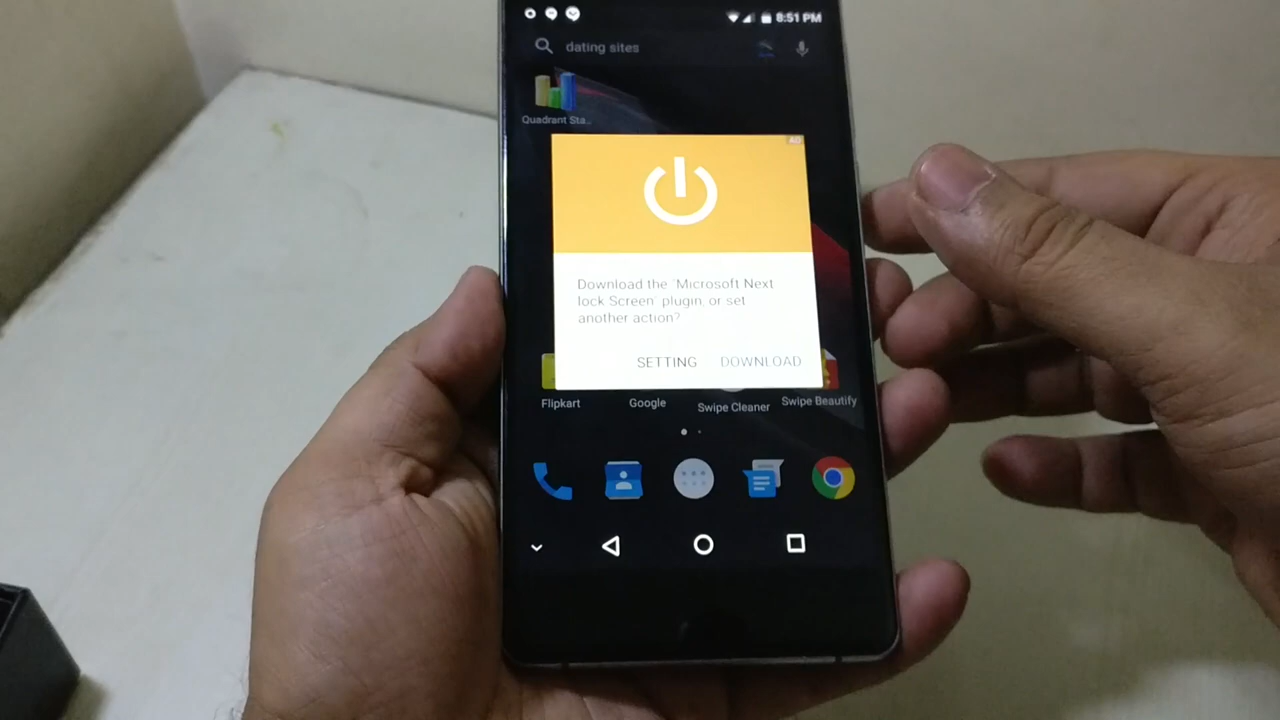 8:51 PM
dating sites
Quadrant Sta..
AD
Download the 'Microsoft Next
lock Screen' plugin, or set
another action?
SETTING DOWNLOAD
Flipkart Google Swipe Cleaner Swipe Beautify